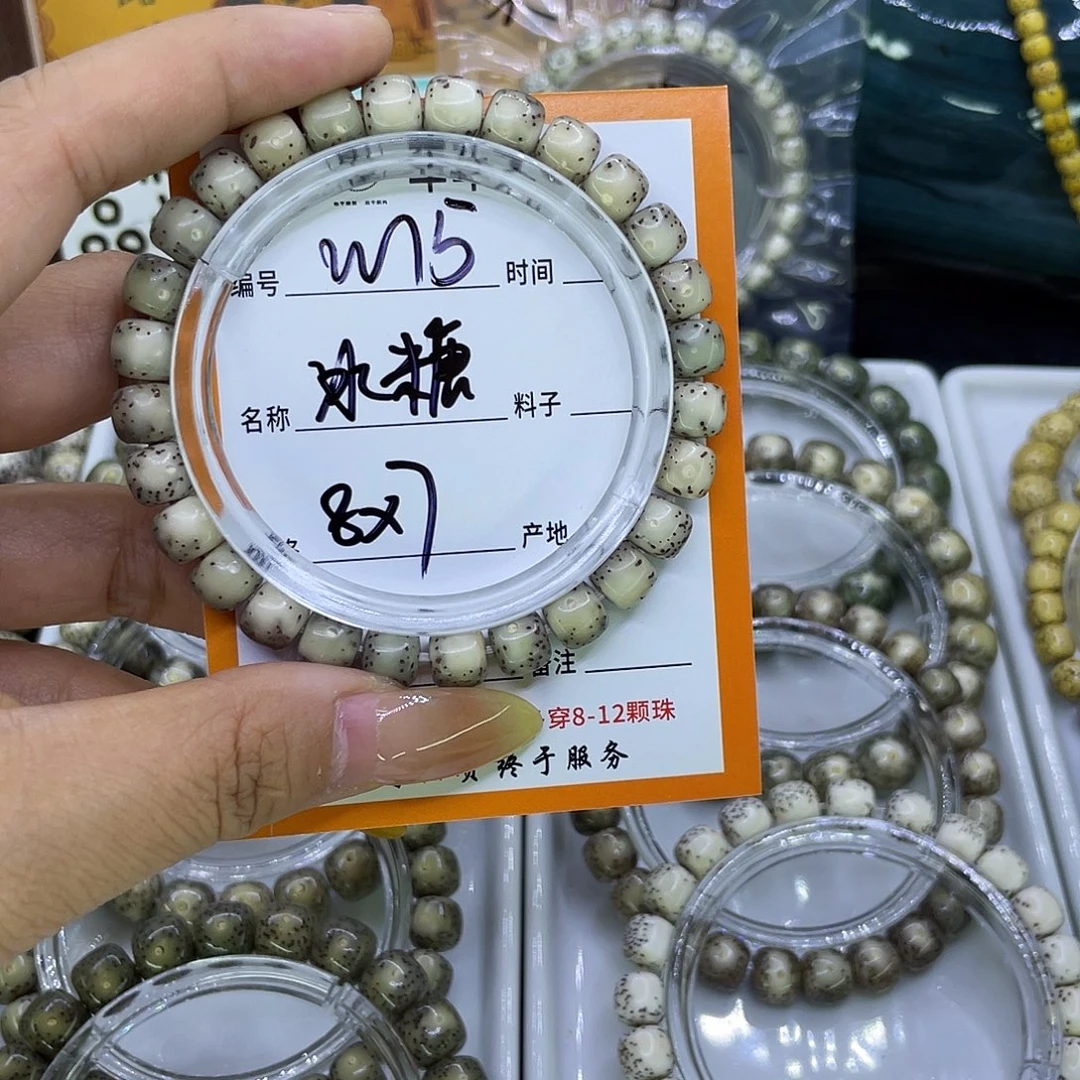 编号 W15 时间
名称 冰糖 料子
8x7 产地
备注
穿8-12颗珠
终于服务